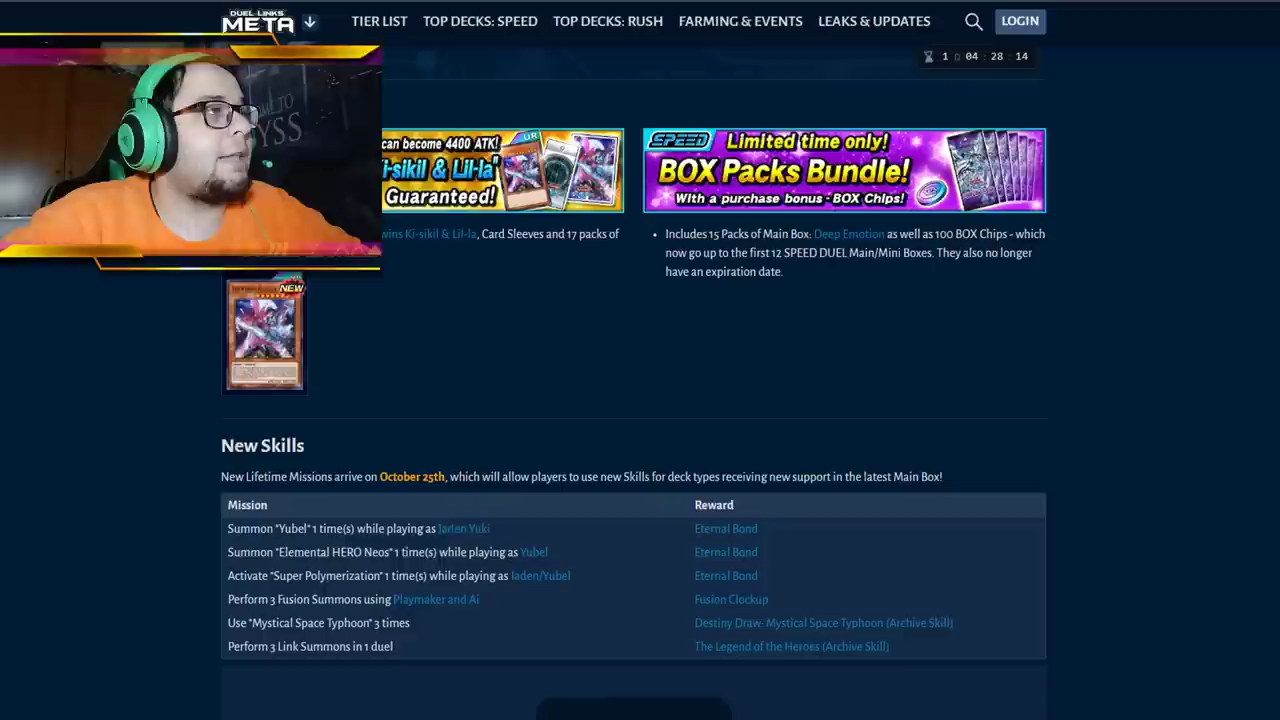 DUEL LINKS
META
TIER LIST TOP DECKS: SPEED TOP DECKS: RUSH FARMING & EVENTS LEAKS & UPDATES LOGIN
1 D 04 : 28 : 14
can become 4400 ATK!
i-sikil & Lil-la"
Guaranteed!
UR
SPEED Limited time only!
BOX Packs Bundle!
With a purchase bonus - BOX Chips!
wins Ki-sikil & Lil-la, Card Sleeves and 17 packs of
• Includes 15 Packs of Main Box: Deep Emotion as well as 100 BOX Chips - which
now go up to the first 12 SPEED DUEL Main/Mini Boxes. They also no longer
have an expiration date.
NEW
New Skills
New Lifetime Missions arrive on October 25th, which will allow players to use new Skills for deck types receiving new support in the latest Main Box!
Mission Reward
Summon "Yubel" 1 time(s) while playing as Jaden Yuki Eternal Bond
Summon "Elemental HERO Neos" 1 time(s) while playing as Yubel Eternal Bond
Activate "Super Polymerization" 1 time(s) while playing as Jaden/Yubel Eternal Bond
Perform 3 Fusion Summons using Playmaker and Ai Fusion Clockup
Use "Mystical Space Typhoon" 3 times Destiny Draw: Mystical Space Typhoon (Archive Skill)
Perform 3 Link Summons in 1 duel The Legend of the Heroes (Archive Skill)